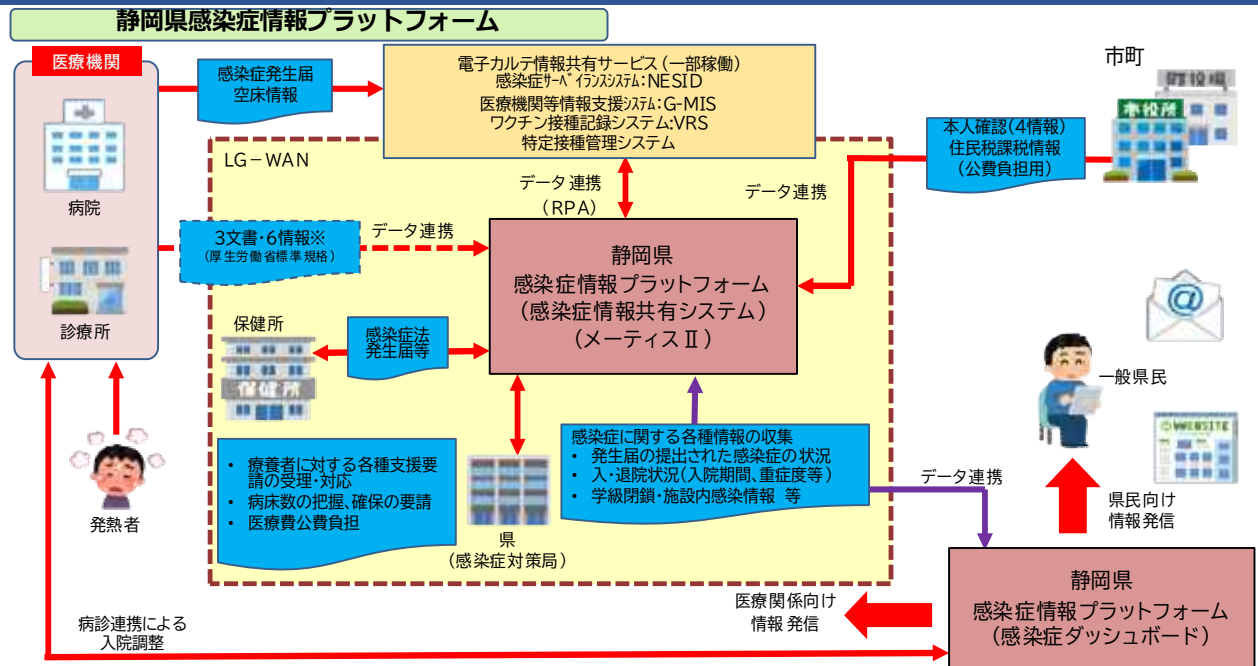 静岡県感染症情報プラットフォーム
医療機関
病院
診療所
感染症発生届
空床情報
電子カルテ情報共有サービス(一部稼働)
感染症ｻｰﾍﾞｲﾗﾝｽｼｽﾃﾑ:NESID
医療機関等情報支援ｼｽﾃﾑ:G-MIS
ワクチン接種記録システム:VRS
特定接種管理システム
市町
町役場
市役所
本人確認(4情報)
住民税課税情報
(公費負担用)
LG-WAN
データ連携
(RPA)
データ連携
3文書・6情報※
(厚生労働省標準規格)
データ連携
静岡県
感染症情報プラットフォーム
(感染症情報共有システム)
(メーティスⅡ)
保健所
保健所
感染症法
発生届等
@
一般県民
WEBSITE
・ 療養者に対する各種支援要
請の受理・対応
・ 病床数の把握、確保の要請
・ 医療費公費負担
県
(感染症対策局)
感染症に関する各種情報の収集
・ 発生届の提出された感染症の状況
・ 入・退院状況(入院期間、重症度等)
・ 学級閉鎖・施設内感染情報 等
データ連携
県民向け
情報発信
発熱者
病診連携による
入院調整
医療関係向け
情報発信
静岡県
感染症情報プラットフォーム
(感染症ダッシュボード)